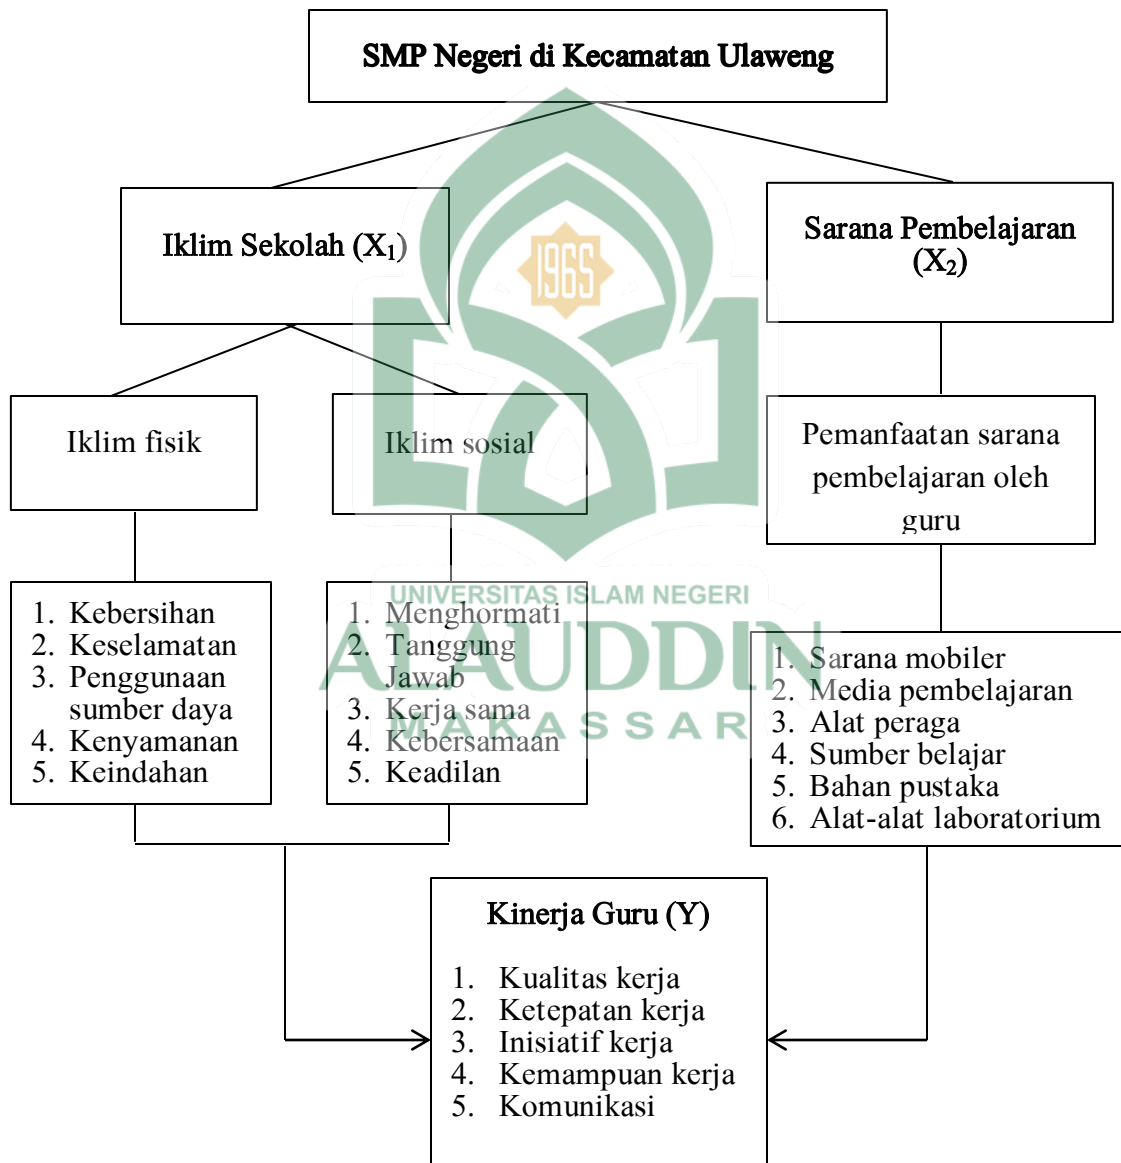 SMP Negeri di Kecamatan Ulaweng
Iklim Sekolah (X₁)
Sarana Pembelajaran
(X₂)
1965
Iklim fisik
Iklim sosial
Pemanfaatan sarana
pembelajaran oleh
guru
UNIVERSITAS ISLAM NEGERI
ALAUDDIN
MAKASSAR
1. Kebersihan
2. Keselamatan
3. Penggunaan
sumber daya
4. Kenyamanan
5. Keindahan
1. Menghormati
2. Tanggung
Jawab
3. Kerja sama
4. Kebersamaan
5. Keadilan
1. Sarana mobiler
2. Media pembelajaran
3. Alat peraga
4. Sumber belajar
5. Bahan pustaka
6. Alat-alat laboratorium
Kinerja Guru (Y)
1. Kualitas kerja
2. Ketepatan kerja
3. Inisiatif kerja
4. Kemampuan kerja
5. Komunikasi